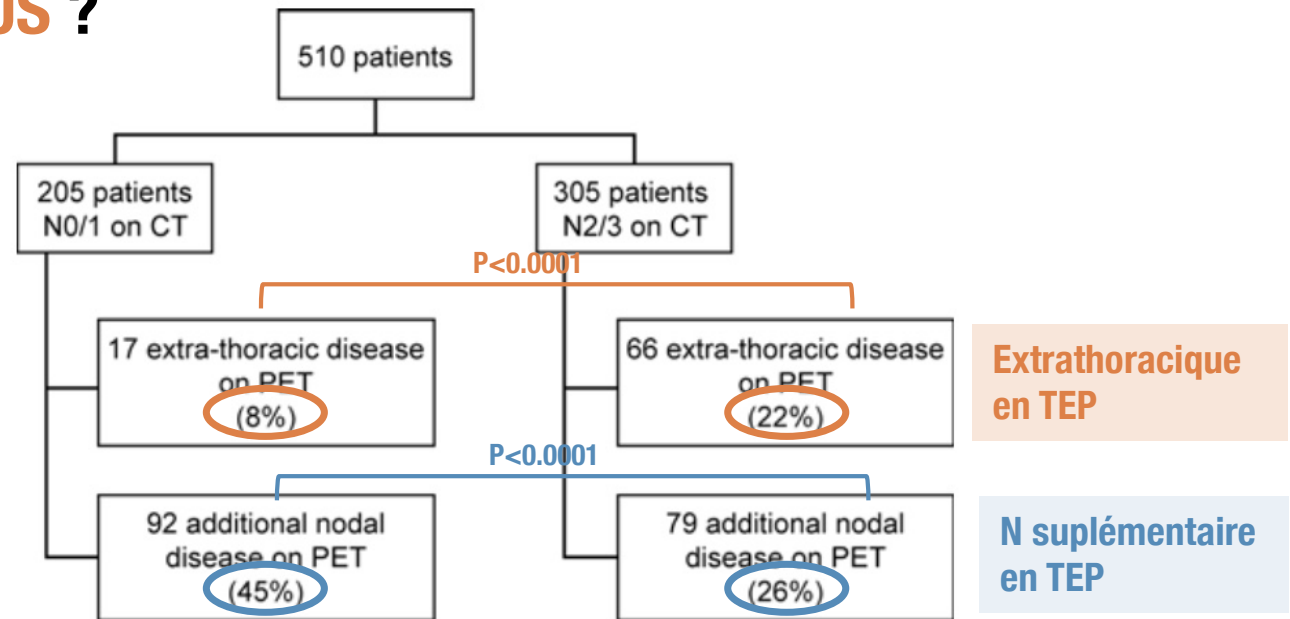 ?
510 patients
205 patients
N0/1 on CT
305 patients
N2/3 on CT
P<0.0001
17 extra-thoracic disease
on PET
(8%)
66 extra-thoracic disease
on PET
(22%)
Extrathoracique
en TEP
P<0.0001
92 additional nodal
disease on PET
(45%)
79 additional nodal
disease on PET
(26%)
N suplémentaire
en TEP